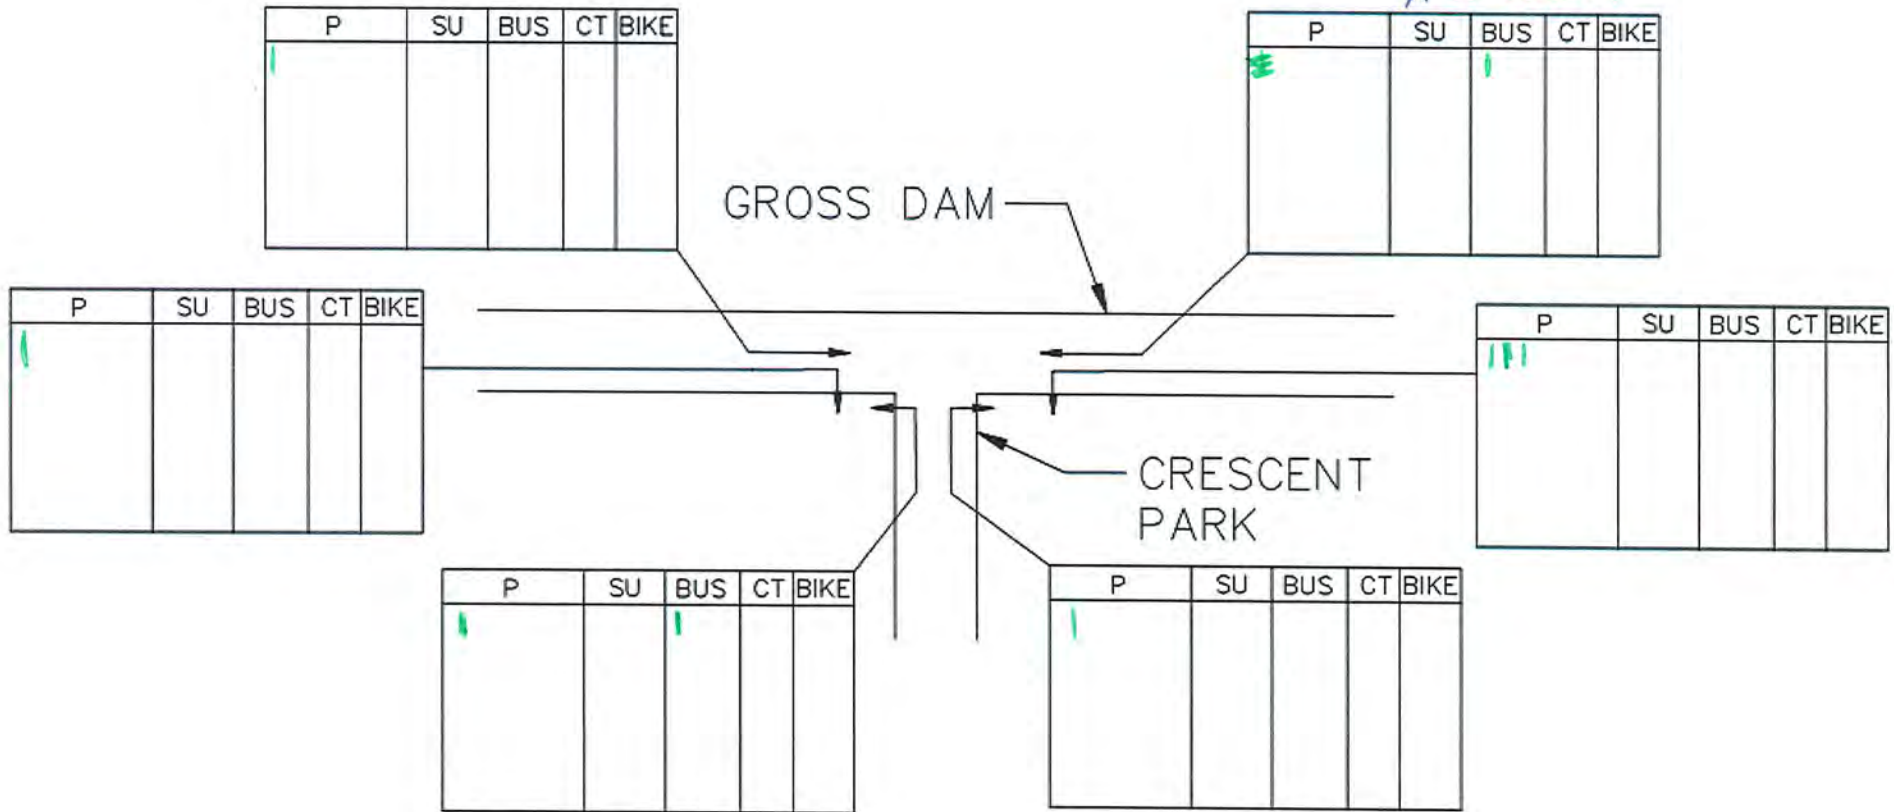 P SU BUS CT BIKE
|
P SU BUS CT BIKE
|
GROSS DAM
P SU BUS CT BIKE
|
P SU BUS CT BIKE
|||
CRESCENT
PARK
P SU BUS CT BIKE
| |
P SU BUS CT BIKE
|